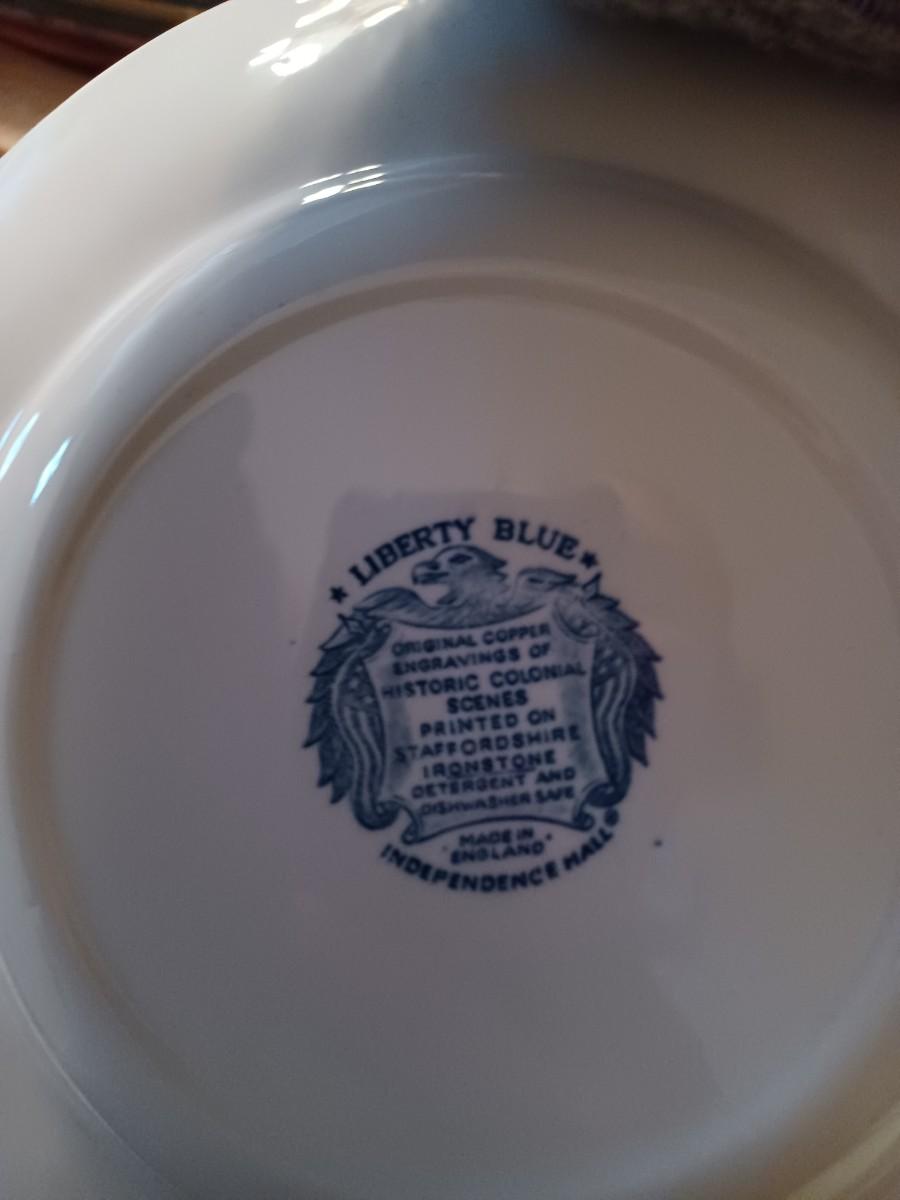 ★ LIBERTY BLUE ★
ORIGINAL COPPER
ENGRAVINGS OF
HISTORIC COLONIAL
SCENES
PRINTED ON
STAFFORDSHIRE
IRONSTONE
DETERGENT AND
DISHWASHER SAFE
MADE IN
• ENGLAND •
INDEPENDENCE HALL®